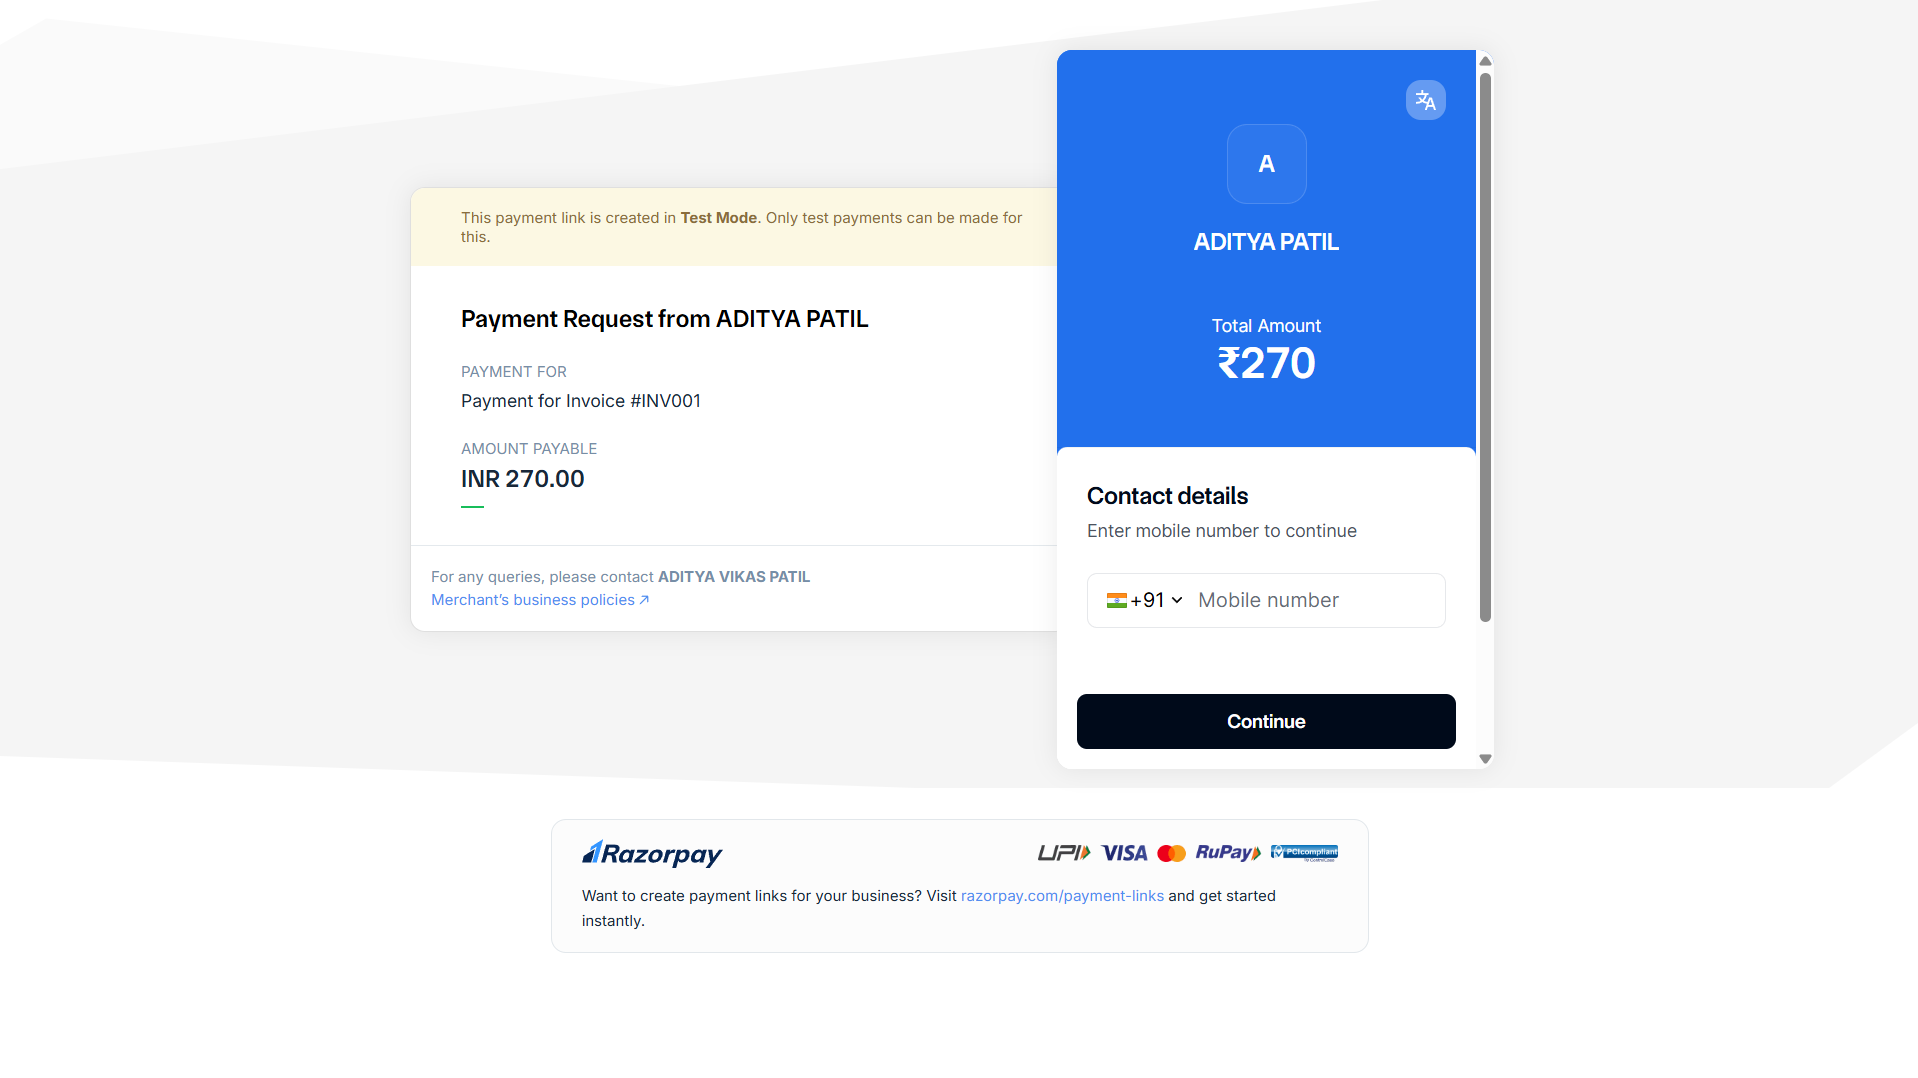 This payment link is created in Test Mode. Only test payments can be made for
this.
Payment Request from ADITYA PATIL
PAYMENT FOR
Payment for Invoice #INV001
AMOUNT PAYABLE
INR 270.00
For any queries, please contact ADITYA VIKAS PATIL
Merchant's business policies ↗
文A
A
ADITYA PATIL
Total Amount
₹270
Contact details
Enter mobile number to continue
+91 Mobile number
Continue
Razorpay
UPI VISA RuPay PCIcompliant
Want to create payment links for your business? Visit razorpay.com/payment-links and get started
instantly.